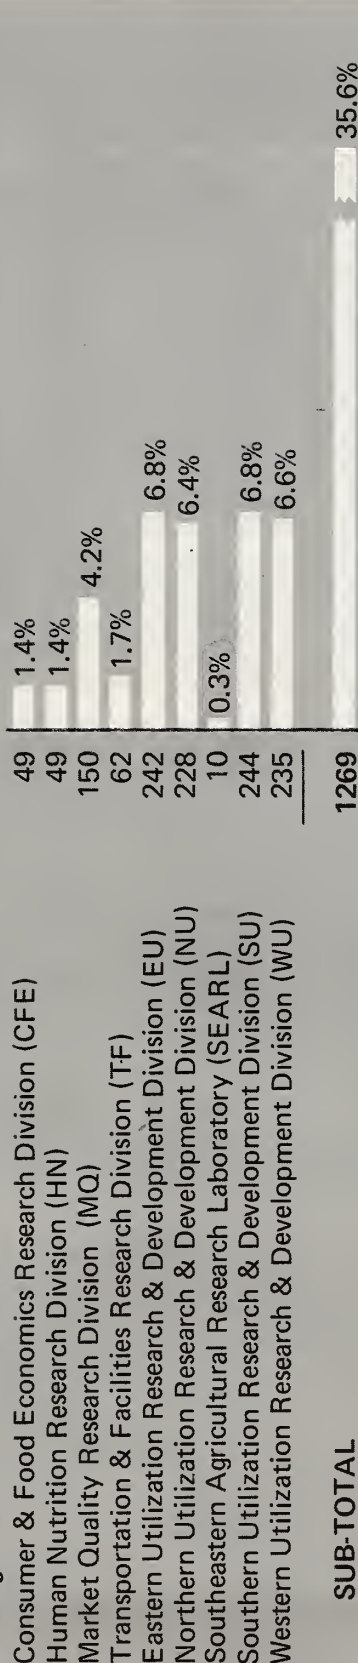 Consumer & Food Economics Research Division (CFE) 49 1.4%
Human Nutrition Research Division (HN) 49 1.4%
Market Quality Research Division (MQ) 150 4.2%
Transportation & Facilities Research Division (TF) 62 1.7%
Eastern Utilization Research & Development Division (EU) 242 6.8%
Northern Utilization Research & Development Division (NU) 228 6.4%
Southeastern Agricultural Research Laboratory (SEARL) 10 0.3%
Southern Utilization Research & Development Division (SU) 244 6.8%
Western Utilization Research & Development Division (WU) 235 6.6%
SUB-TOTAL 1269 35.6%